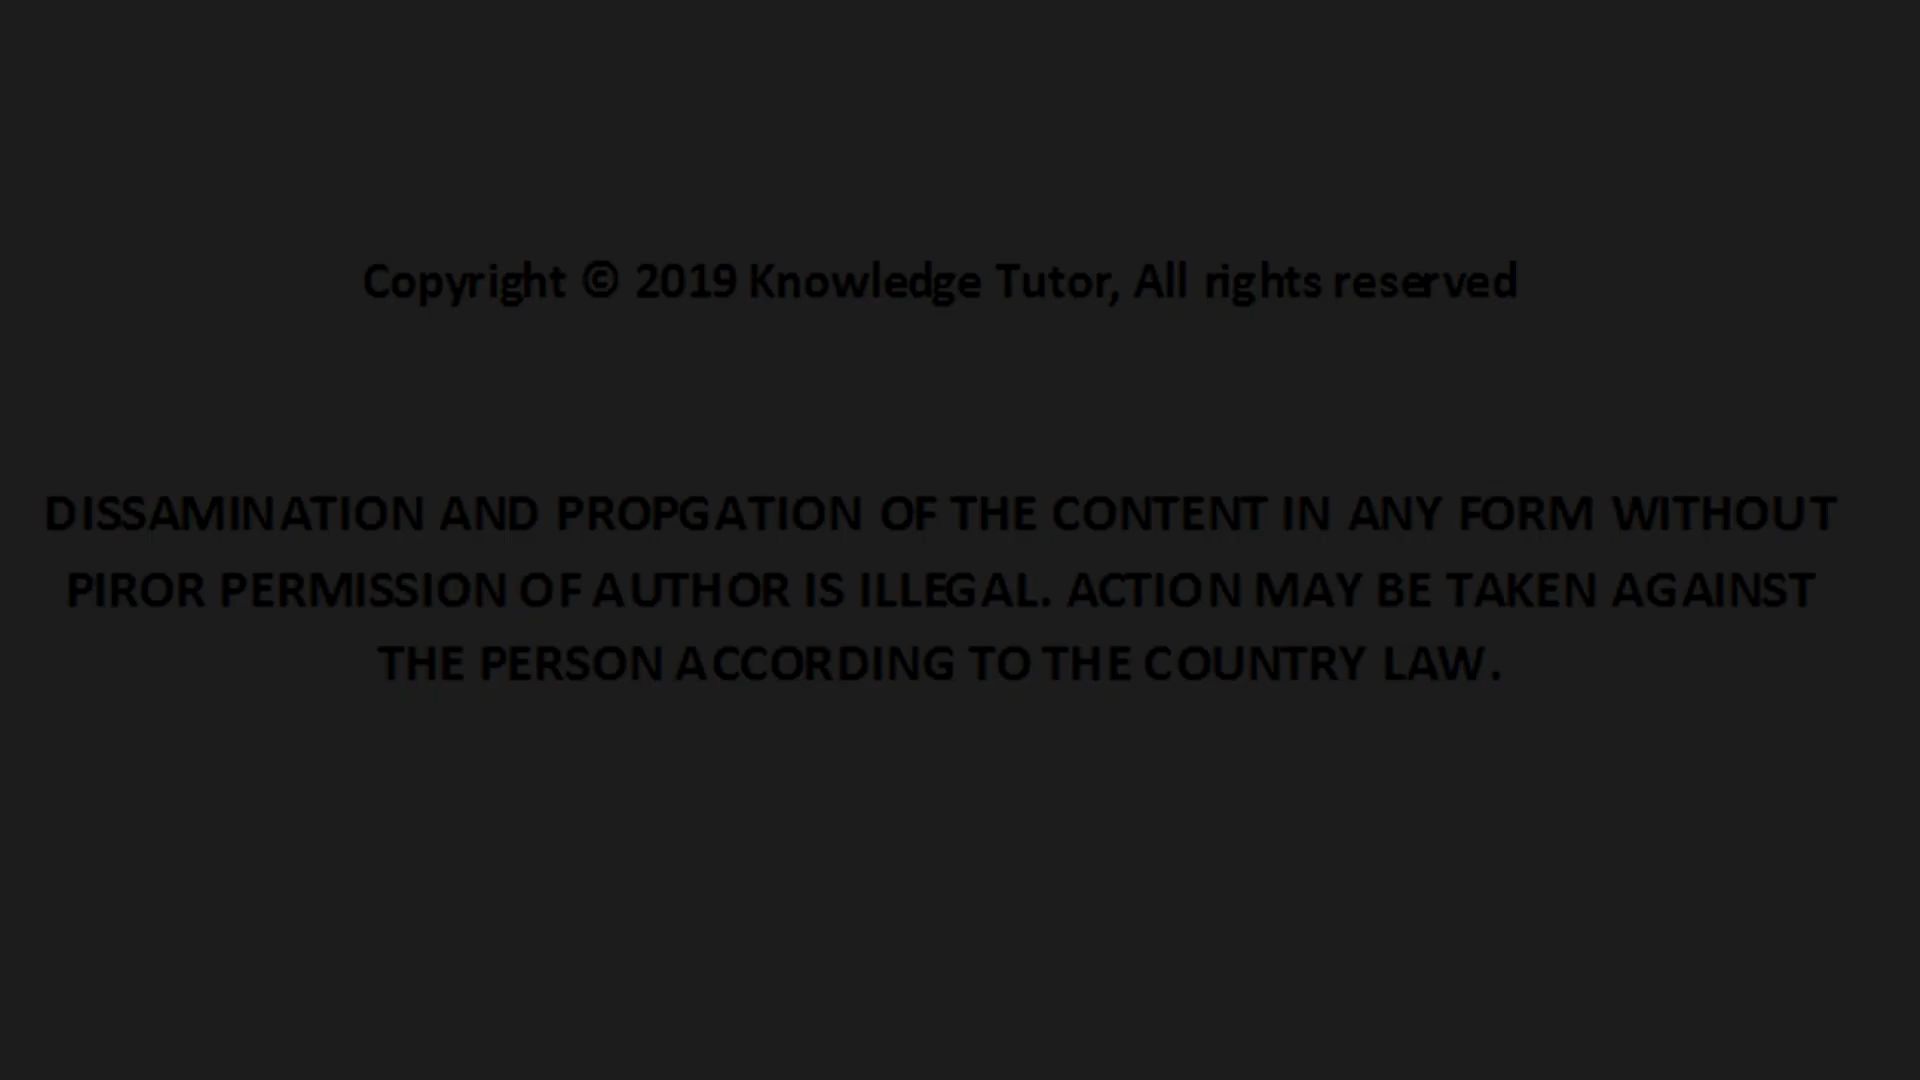 Copyright © 2019 Knowledge Tutor, All rights reserved
DISSAMINATION AND PROPGATION OF THE CONTENT IN ANY FORM WITHOUT
PIROR PERMISSION OF AUTHOR IS ILLEGAL. ACTION MAY BE TAKEN AGAINST
THE PERSON ACCORDING TO THE COUNTRY LAW.